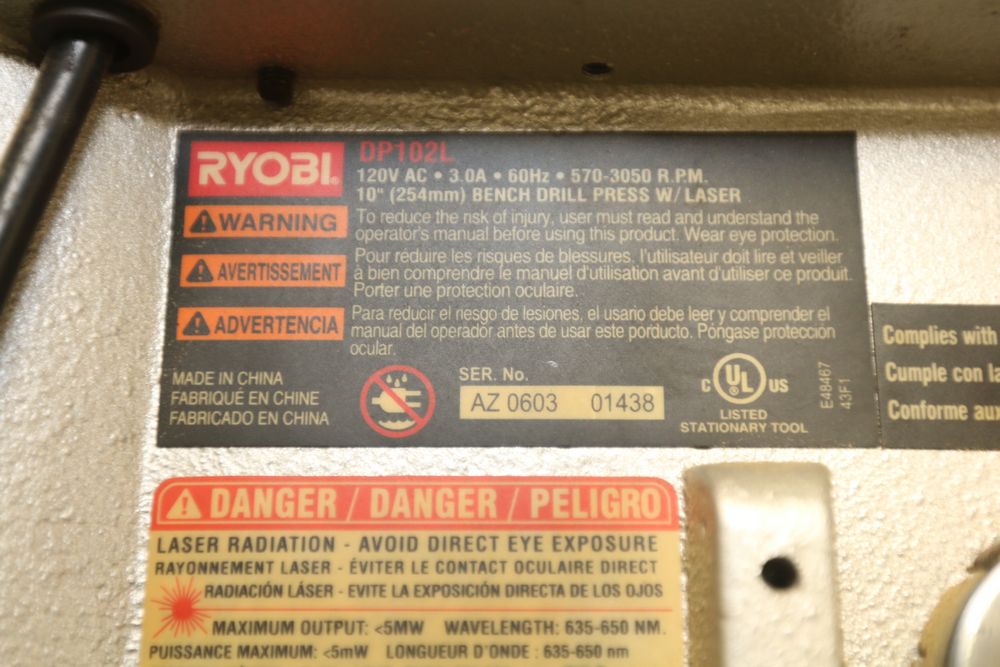 RYOBI
DP102L
120V AC • 3.0A • 60Hz • 570-3050 R.P.M.
10" (254mm) BENCH DRILL PRESS W/ LASER
WARNING
To reduce the risk of injury, user must read and understand the
operator's manual before using this product. Wear eye protection.
AVERTISSEMENT
Pour réduire les risques de blessures, l'utilisateur doit lire et veiller
à bien comprendre le manuel d'utilisation avant d'utiliser ce produit.
Porter une protection oculaire.
ADVERTENCIA
Para reducir el riesgo de lesiones, el usario debe leer y comprender el
manual del operador antes de usar este porducto. Póngase protección
ocular.
MADE IN CHINA
FABRIQUÉ EN CHINE
FABRICADO EN CHINA
SER. No.
AZ 0603 01438
C UL US
LISTED
STATIONARY TOOL
E48467
43F1
Complies with
Cumple con la
Conforme aux
DANGER / DANGER / PELIGRO
LASER RADIATION - AVOID DIRECT EYE EXPOSURE
RAYONNEMENT LASER - ÉVITER LE CONTACT OCULAIRE DIRECT
RADIACIÓN LÁSER - EVITE LA EXPOSICIÓN DIRECTA DE LOS OJOS
MAXIMUM OUTPUT: <5MW WAVELENGTH: 635-650 NM.
PUISSANCE MAXIMUM: <5mW LONGUEUR D'ONDE : 635-650 nm